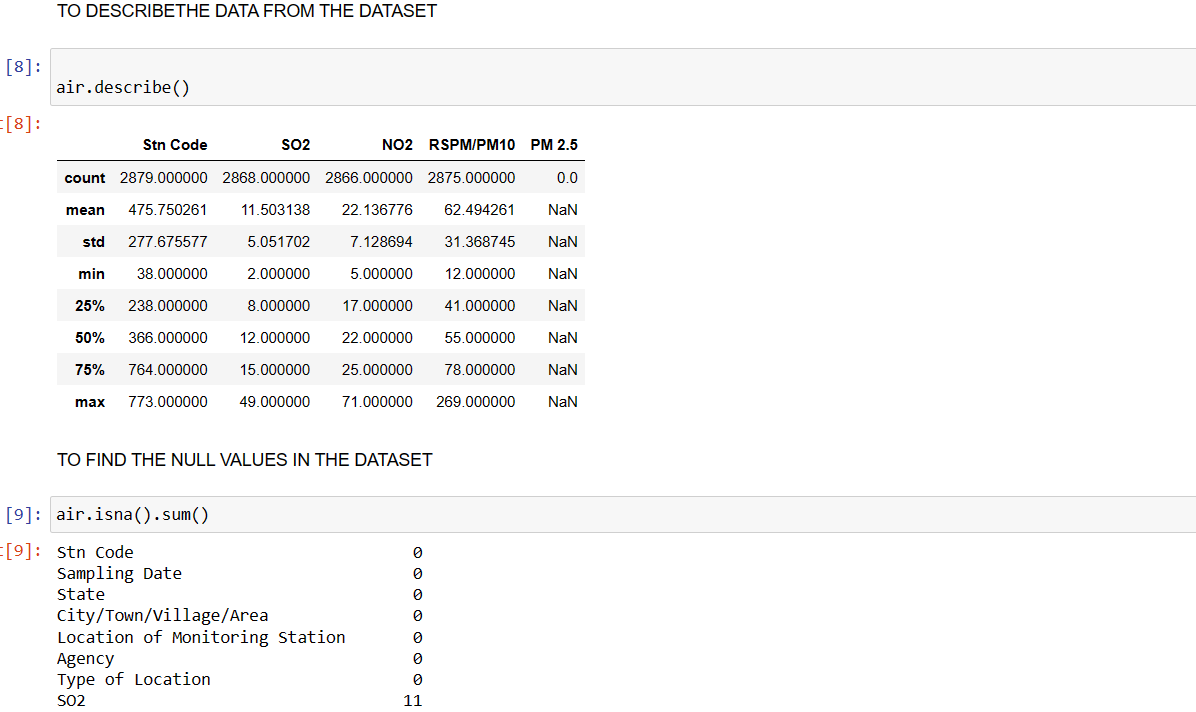 TO DESCRIBETHE DATA FROM THE DATASET
[8]:
air.describe()
t[8]:
Stn Code SO2 NO2 RSPM/PM10 PM 2.5
count 2879.000000 2868.000000 2866.000000 2875.000000 0.0
mean 475.750261 11.503138 22.136776 62.494261 NaN
std 277.675577 5.051702 7.128694 31.368745 NaN
min 38.000000 2.000000 5.000000 12.000000 NaN
25% 238.000000 8.000000 17.000000 41.000000 NaN
50% 366.000000 12.000000 22.000000 55.000000 NaN
75% 764.000000 15.000000 25.000000 78.000000 NaN
max 773.000000 49.000000 71.000000 269.000000 NaN
TO FIND THE NULL VALUES IN THE DATASET
[9]: air.isna().sum()
t[9]: Stn Code 0
Sampling Date 0
State 0
City/Town/Village/Area 0
Location of Monitoring Station 0
Agency 0
Type of Location 0
SO2 11